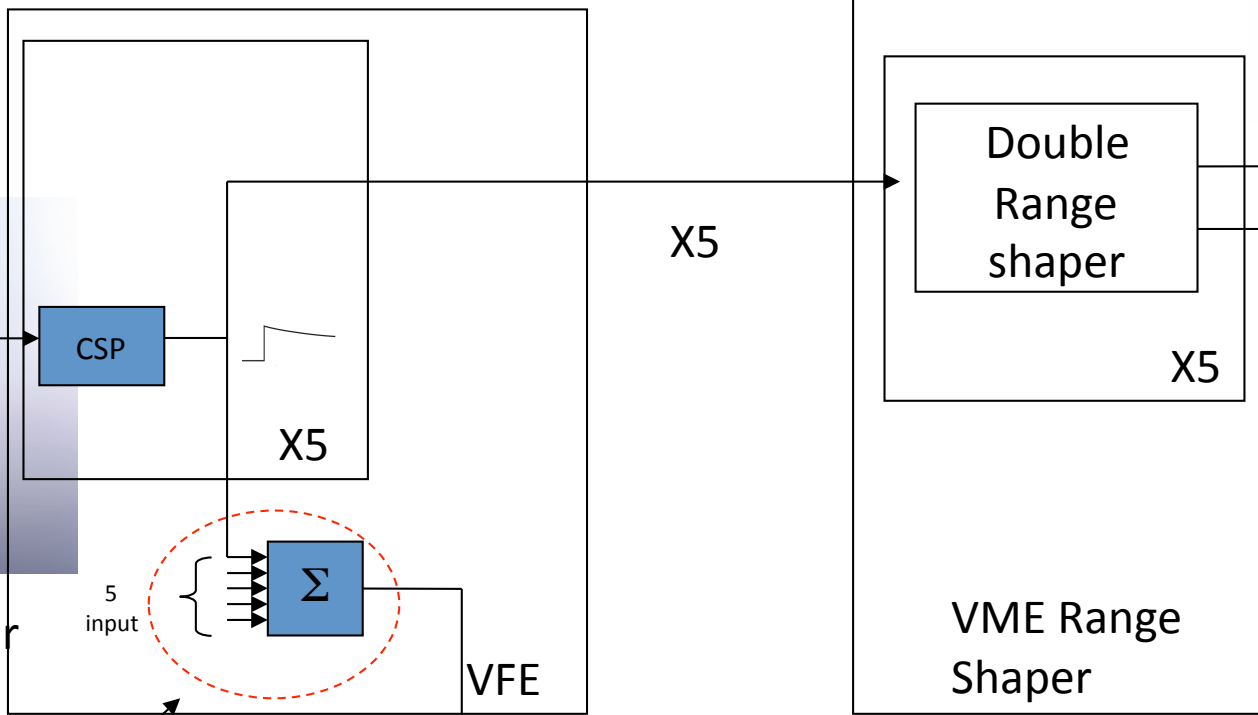 Double
Range
shaper
X5
X5
CSP
X5
5
input
Σ
r
VFE
VME Range
Shaper